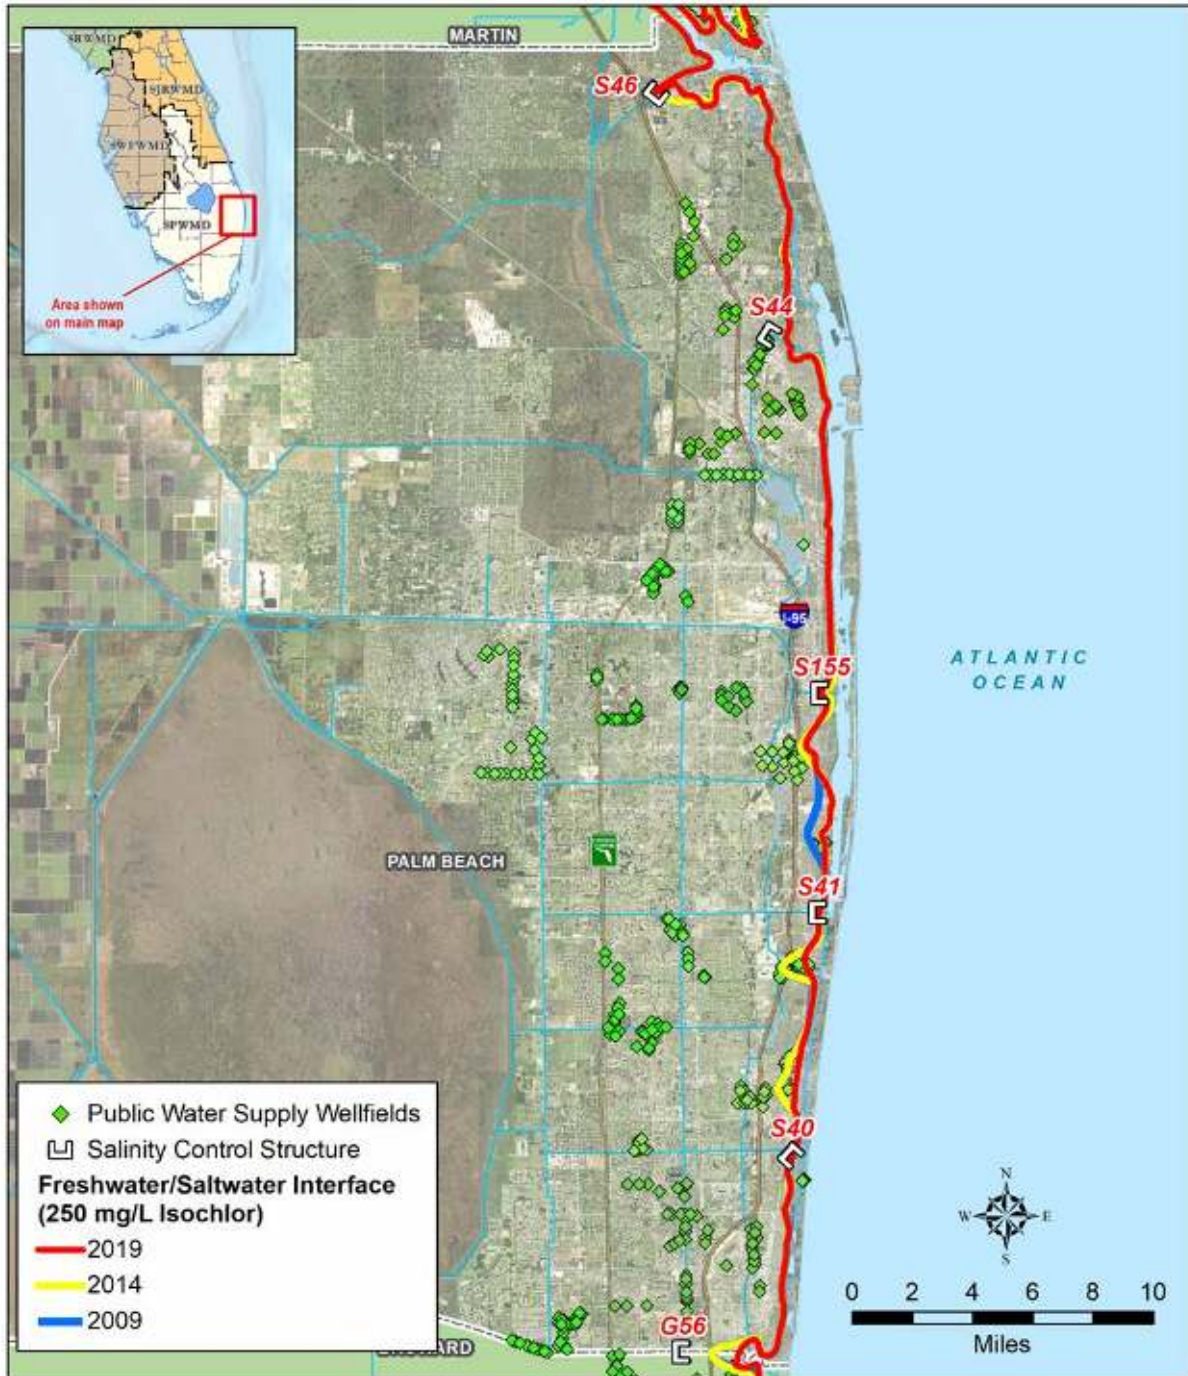 MARTIN
SRWMD
SJRWMD
SWFWMD
SFWMD
Area shown
on main map
S46
S44
I-95
S155
ATLANTIC
OCEAN
PALM BEACH
S41
S40
G56
Public Water Supply Wellfields
Salinity Control Structure
Freshwater/Saltwater Interface
(250 mg/L Isochlor)
2019
2014
2009
N
W
E
S
0 2 4 6 8 10
Miles